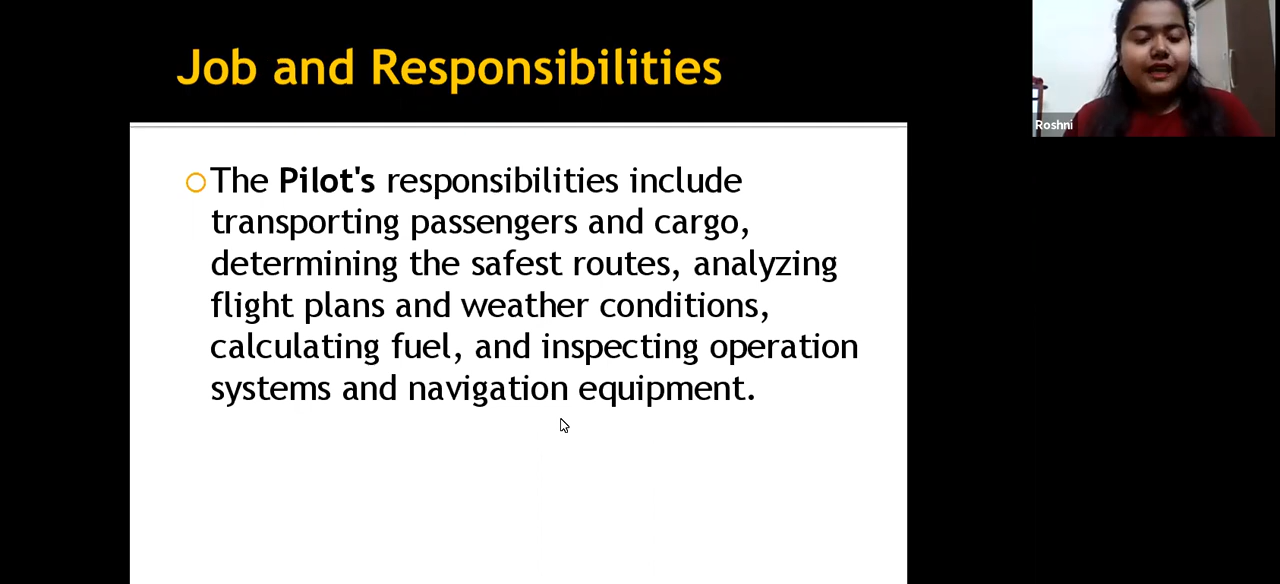 Job and Responsibilities
The Pilot's responsibilities include
transporting passengers and cargo,
determining the safest routes, analyzing
flight plans and weather conditions,
calculating fuel, and inspecting operation
systems and navigation equipment.
Roshni